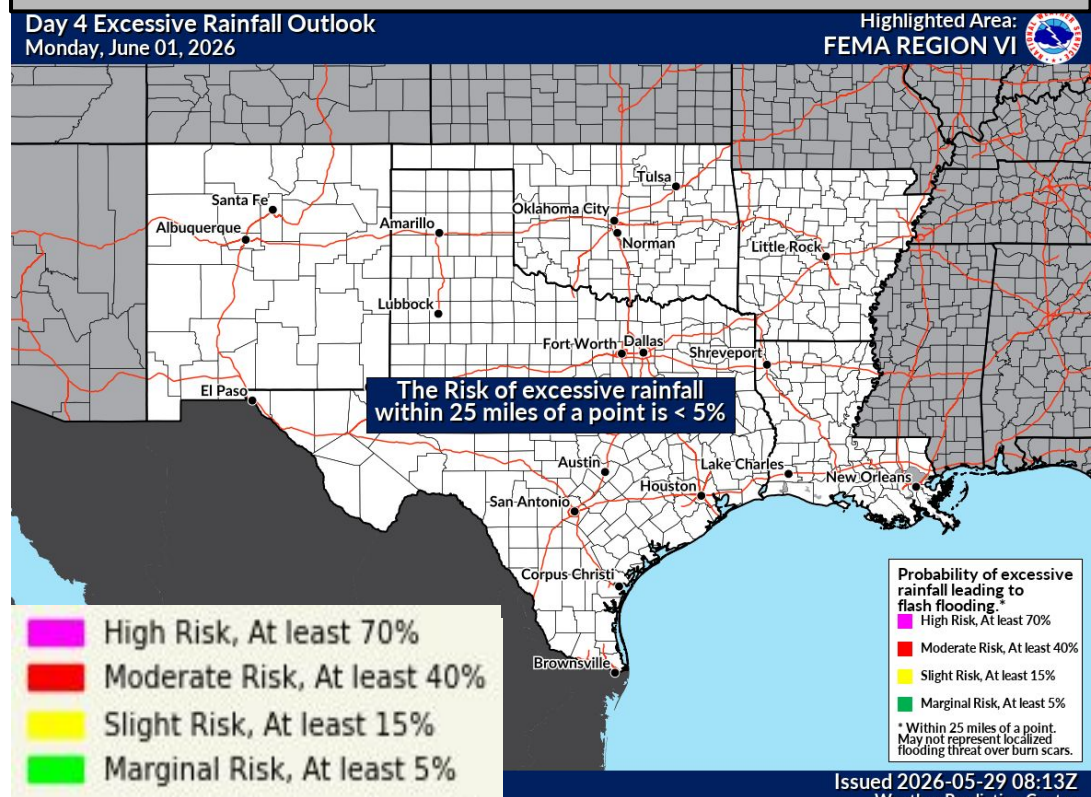 Day 4 Excessive Rainfall Outlook
Monday, June 01, 2026
Highlighted Area:
FEMA REGION VI
Santa Fe
Albuquerque
Amarillo
Tulsa
Oklahoma City
Norman
Little Rock
Lubbock
Fort Worth
Dallas
Shreveport
El Paso
The Risk of excessive rainfall
within 25 miles of a point is < 5%
Austin
Lake Charles
Houston
New Orleans
San Antonio
Corpus Christi
Brownsville
Probability of excessive
rainfall leading to
flash flooding.*
High Risk, At least 70%
Moderate Risk, At least 40%
Slight Risk, At least 15%
Marginal Risk, At least 5%
* Within 25 miles of a point.
May not represent localized
flooding threat over burn scars.
High Risk, At least 70%
Moderate Risk, At least 40%
Slight Risk, At least 15%
Marginal Risk, At least 5%
Issued 2026-05-29 08:13Z